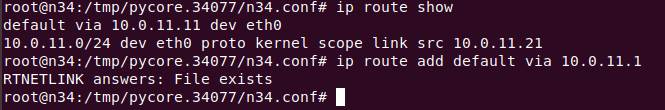 root@n34:/tmp/pycore.34077/n34.conf# ip route show
default via 10.0.11.11 dev eth0
10.0.11.0/24 dev eth0 proto kernel scope link src 10.0.11.21
root@n34:/tmp/pycore.34077/n34.conf# ip route add default via 10.0.11.1
RTNETLINK answers: File exists
root@n34:/tmp/pycore.34077/n34.conf#